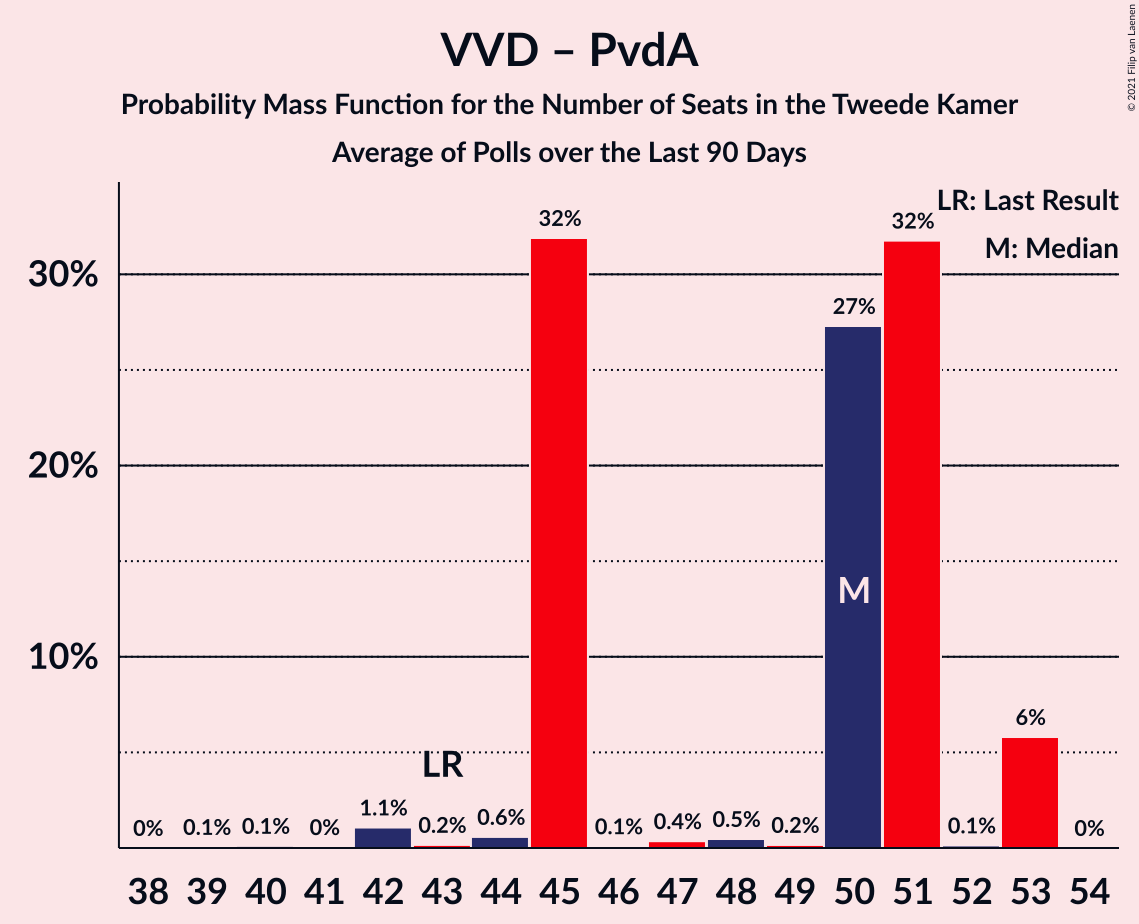 VVD – PvdA
Probability Mass Function for the Number of Seats in the Tweede Kamer
Average of Polls over the Last 90 Days
© 2021 Filip van Laenen
LR: Last Result
M: Median
30%
20%
10%
0% 0.1% 0.1% 0% 1.1% 0.2% 0.6% 32% 0.1% 0.4% 0.5% 0.2% 27% 32% 0.1% 6% 0%
LR
M
38 39 40 41 42 43 44 45 46 47 48 49 50 51 52 53 54